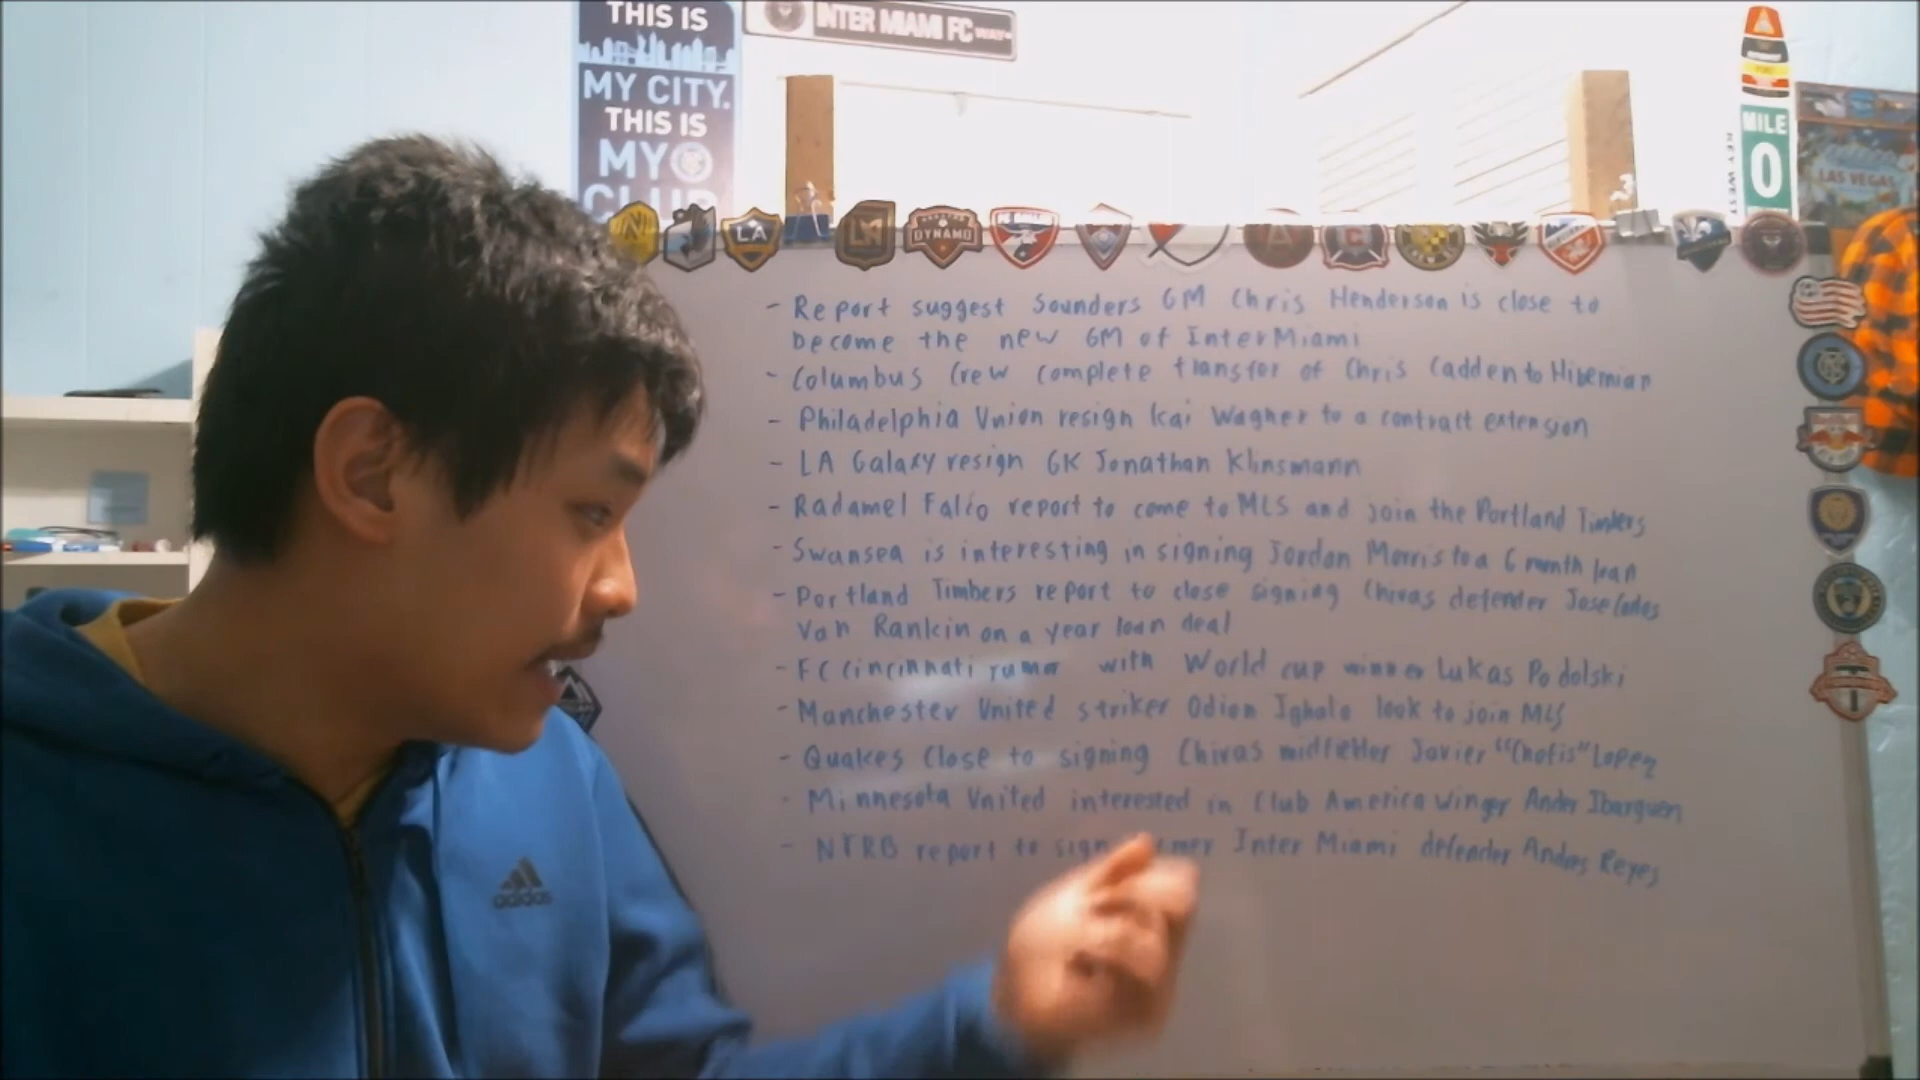 THIS IS
MY CITY.
THIS IS
MY
CLUB
INTER MIAMI FC WAY
MILE
0
KEY WEST
LAS VEGAS
LA
DYNAMO
- Report suggest Sounders GM Chris Henderson is close to
become the new GM of InterMiami
- Columbus Crew complete transfer of Chris Cadden to Hibernian
- Philadelphia Union resign Kai Wagner to a contract extension
- LA Galaxy resign GK Jonathan Klinsmann
- Radamel Falco report to come to MLS and join the Portland Timbers
- Swansea is interesting in signing Jordan Morris to a 6 month loan
- Portland Timbers report to close signing Chivas defender Jose Carlos
Van Rankin on a year loan deal
- FC Cincinnati rumor with World cup winner Lukas Podolski
- Manchester United striker Odion Ighalo look to join MLS
- Quakes Close to signing Chivas midfielder Javier "Chofis" Lopez
- Minnesota United interested in Club America winger Ander Ibarguen
- NYRB report to sign Inter Miami defender Andres Reyes
adidas